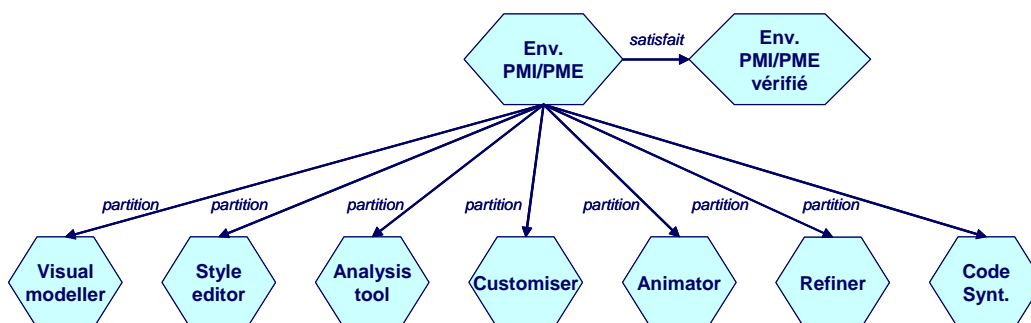 Env.
PMI/PME
satisfait
Env.
PMI/PME
vérifié
partition
partition
partition
partition
partition
partition
partition
Visual
modeller
Style
editor
Analysis
tool
Customiser
Animator
Refiner
Code
Synt.